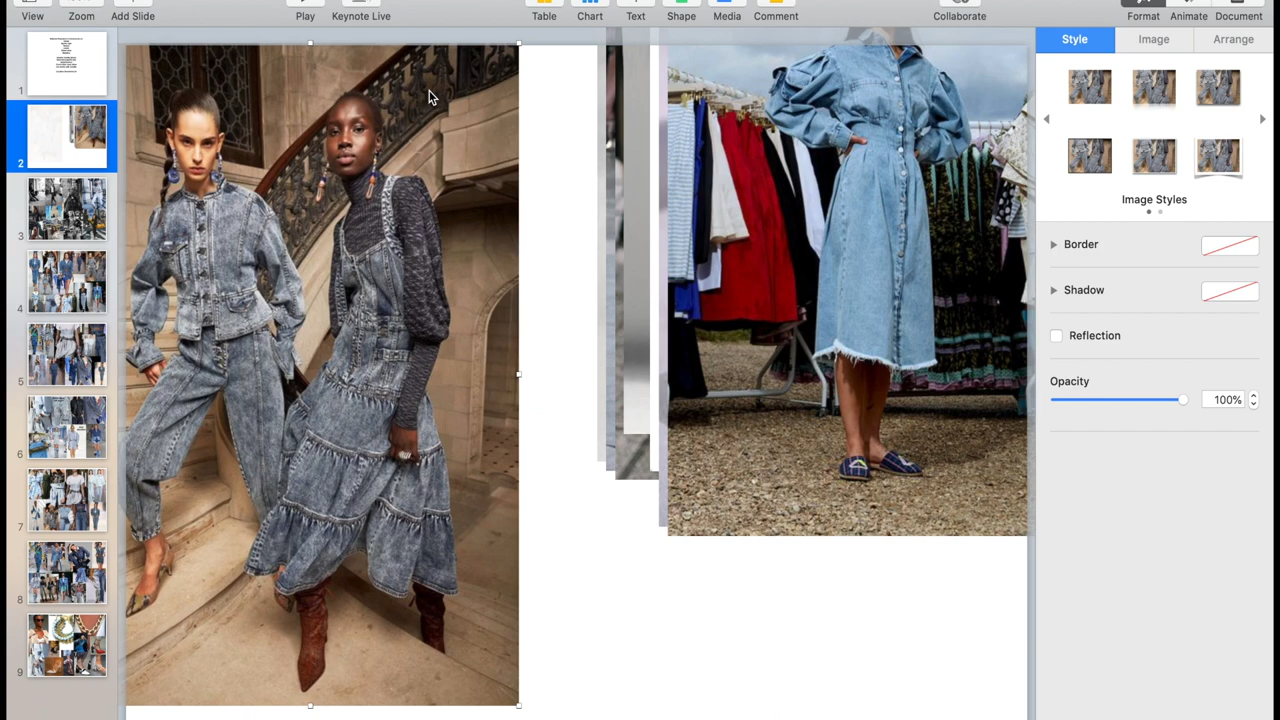 View
Zoom
Add Slide
Play
Keynote Live
Table
Chart
Text
Shape
Media
Comment
Collaborate
Format
Animate
Document
Style
Image
Arrange
1
2
3
4
5
6
7
8
9
Image Styles
Border
Shadow
Reflection
Opacity
100%